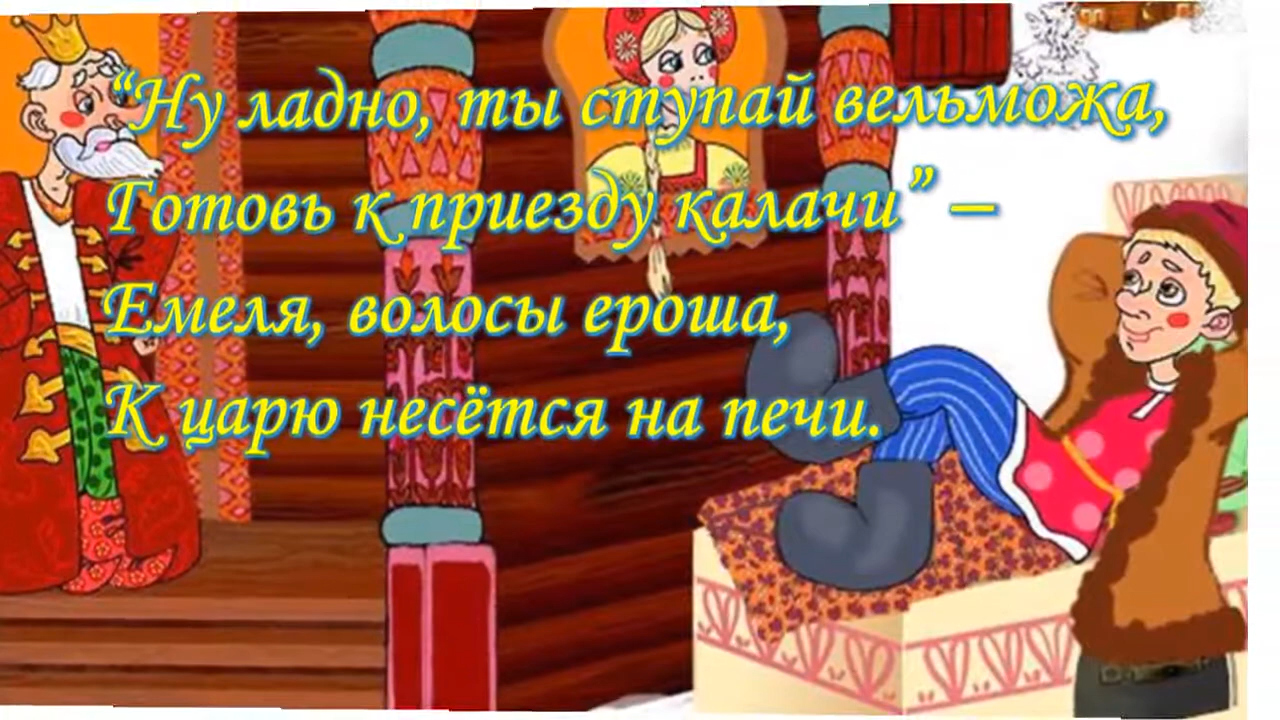 “Ну ладно, ты ступай вельможа,
Готовь к приезду калачи” –
Емеля, волосы ероша,
К царю несётся на печи.